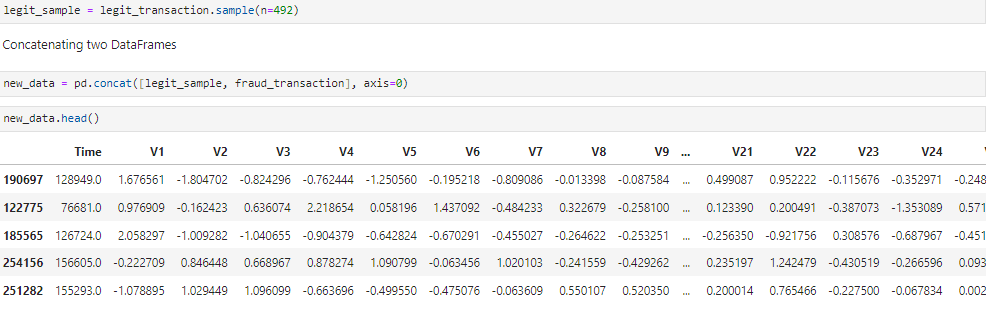 legit_sample = legit_transaction.sample(n=492)
Concatenating two DataFrames
new_data = pd.concat([legit_sample, fraud_transaction], axis=0)
new_data.head()
Time V1 V2 V3 V4 V5 V6 V7 V8 V9 ... V21 V22 V23 V24
190697 128949.0 1.676561 -1.804702 -0.824296 -0.762444 -1.250560 -0.195218 -0.809086 -0.013398 -0.087584 ... 0.499087 0.952222 -0.115676 -0.352971 -0.248
122775 76681.0 0.976909 -0.162423 0.636074 2.218654 0.058196 1.437092 -0.484233 0.322679 -0.258100 ... 0.123390 0.200491 -0.387073 -1.353089 0.571
185565 126724.0 2.058297 -1.009282 -1.040655 -0.904379 -0.642824 -0.670291 -0.455027 -0.264622 -0.253251 ... -0.256350 -0.921756 0.308576 -0.687967 -0.451
254156 156605.0 -0.222709 0.846448 0.668967 0.878274 1.090799 -0.063456 1.020103 -0.241559 -0.429262 ... 0.235197 1.242479 -0.430519 -0.266596 0.093
251282 155293.0 -1.078895 1.029449 1.096099 -0.663696 -0.499550 -0.475076 -0.063609 0.550107 0.520350 ... 0.200014 0.765466 -0.227500 -0.067834 0.002